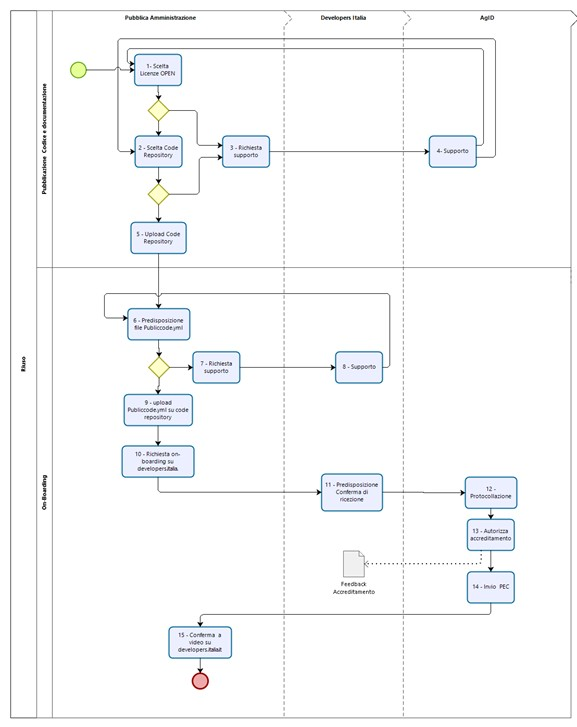 Pubblica Amministrazione
Developers Italia
AgID
Riuso
Pubblicazione Codice e documentazione
1- Scelta
Licenze OPEN
2 - Scelta Code
Repository
3 - Richiesta
supporto
4- Supporto
5 - Upload Code
Repository
On-Boarding
6 - Predisposizione
file Publiccode.yml
7 - Richiesta
supporto
8 - Supporto
9 - upload
Publiccode.yml su code
repository
10 - Richiesta on-
boarding su
developers.italia.
11 - Predisposizione
Conferma di
ricezione
12 -
Protocollazione
13 - Autorizza
accreditamento
Feedback
Accreditamento
14 - Invio PEC
15 - Conferma a
video su
developers.italia.it